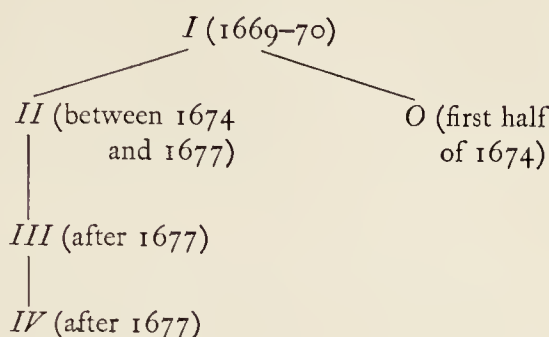 I (1669–70)
II (between 1674
and 1677)
O (first half
of 1674)
III (after 1677)
IV (after 1677)